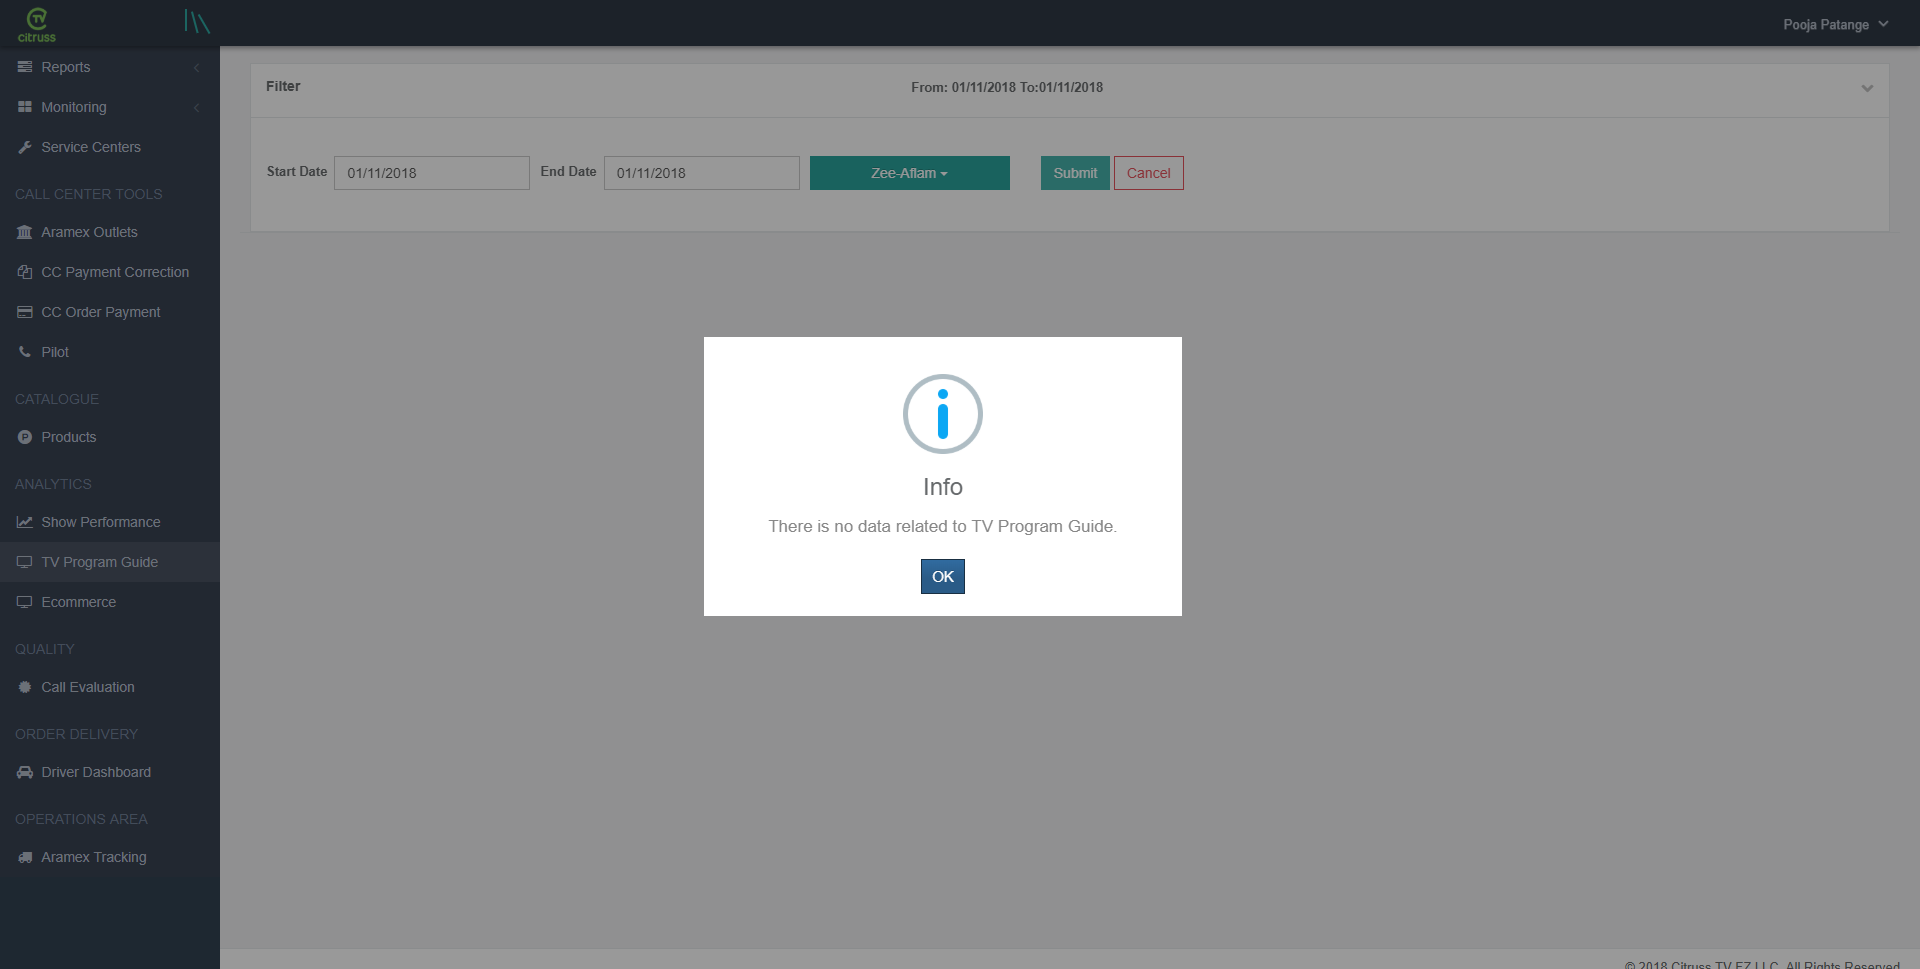 TV
citruss
Pooja Patange
Reports
Monitoring
Service Centers
CALL CENTER TOOLS
Aramex Outlets
CC Payment Correction
CC Order Payment
Pilot
CATALOGUE
P Products
ANALYTICS
Show Performance
TV Program Guide
Ecommerce
QUALITY
Call Evaluation
ORDER DELIVERY
Driver Dashboard
OPERATIONS AREA
Aramex Tracking
Filter
From: 01/11/2018 To:01/11/2018
Start Date 01/11/2018 End Date 01/11/2018 Zee-Aflam Submit Cancel
Info
There is no data related to TV Program Guide.
OK
© 2018 Citruss TV FZ LLC. All Rights Reserved